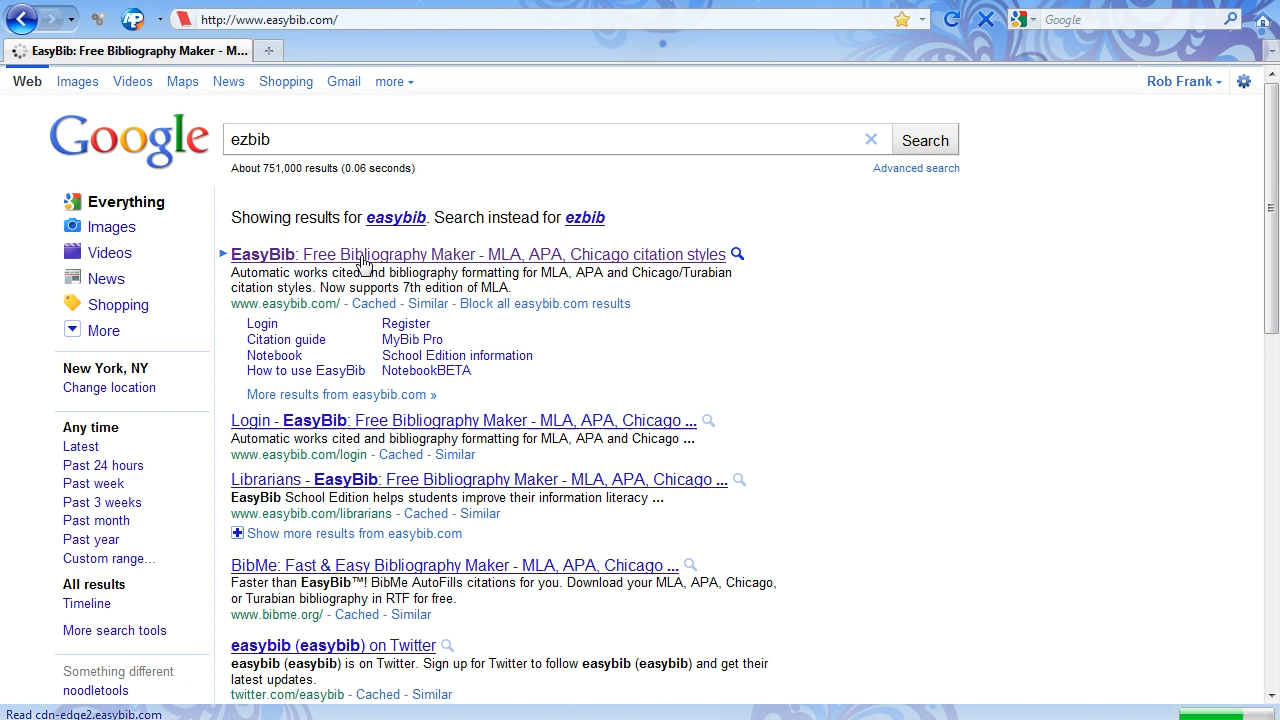 http://www.easybib.com/
Google
EasyBib: Free Bibliography Maker - M...
Web Images Videos Maps News Shopping Gmail more
Rob Frank
Google
ezbib
Search
About 751,000 results (0.06 seconds)
Advanced search
Everything
Images
Videos
News
Shopping
More
New York, NY
Change location
Any time
Latest
Past 24 hours
Past week
Past 3 weeks
Past month
Past year
Custom range...
All results
Timeline
More search tools
Something different
noodletools
Showing results for easybib. Search instead for ezbib
EasyBib: Free Bibliography Maker - MLA, APA, Chicago citation styles
Automatic works cited and bibliography formatting for MLA, APA and Chicago/Turabian
citation styles. Now supports 7th edition of MLA.
www.easybib.com/ - Cached - Similar - Block all easybib.com results
Login Register
Citation guide MyBib Pro
Notebook School Edition information
How to use EasyBib NotebookBETA
More results from easybib.com »
Login - EasyBib: Free Bibliography Maker - MLA, APA, Chicago ...
Automatic works cited and bibliography formatting for MLA, APA and Chicago ...
www.easybib.com/login - Cached - Similar
Librarians - EasyBib: Free Bibliography Maker - MLA, APA, Chicago ...
EasyBib School Edition helps students improve their information literacy ...
www.easybib.com/librarians - Cached - Similar
Show more results from easybib.com
BibMe: Fast & Easy Bibliography Maker - MLA, APA, Chicago ...
Faster than EasyBib™! BibMe AutoFills citations for you. Download your MLA, APA, Chicago,
or Turabian bibliography in RTF for free.
www.bibme.org/ - Cached - Similar
easybib (easybib) on Twitter
easybib (easybib) is on Twitter. Sign up for Twitter to follow easybib (easybib) and get their
latest updates.
twitter.com/easybib - Cached - Similar
Read cdn-edge2.easybib.com